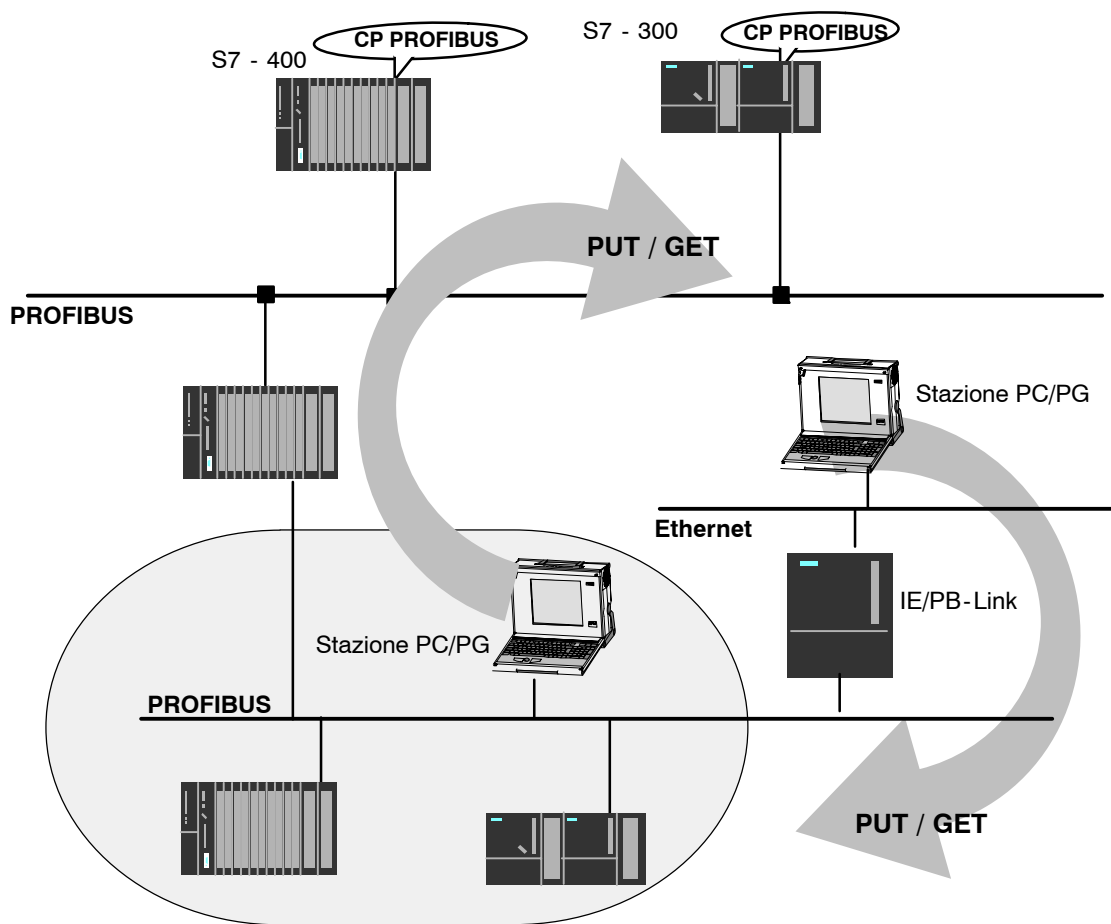 CP PROFIBUS
S7 - 400
S7 - 300
CP PROFIBUS
PUT / GET
PROFIBUS
Stazione PC/PG
Ethernet
IE/PB-Link
Stazione PC/PG
PROFIBUS
PUT / GET